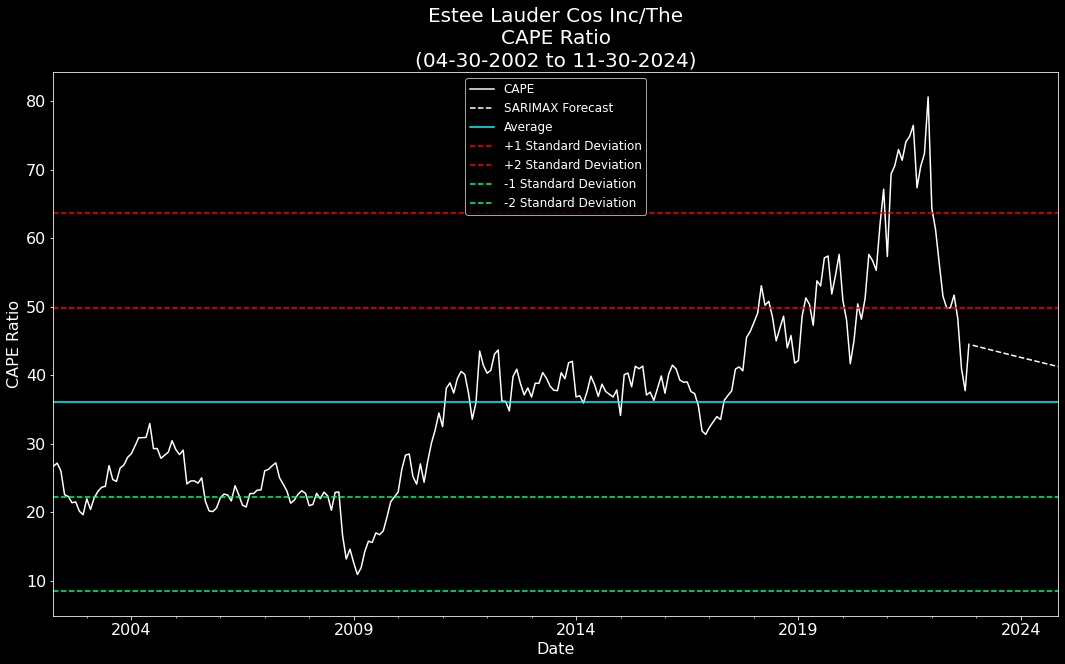 Estee Lauder Cos Inc/The
CAPE Ratio
(04-30-2002 to 11-30-2024)
CAPE
SARIMAX Forecast
Average
+1 Standard Deviation
+2 Standard Deviation
-1 Standard Deviation
-2 Standard Deviation
CAPE Ratio
80
70
60
50
40
30
20
10
2004
2009
2014
2019
2024
Date